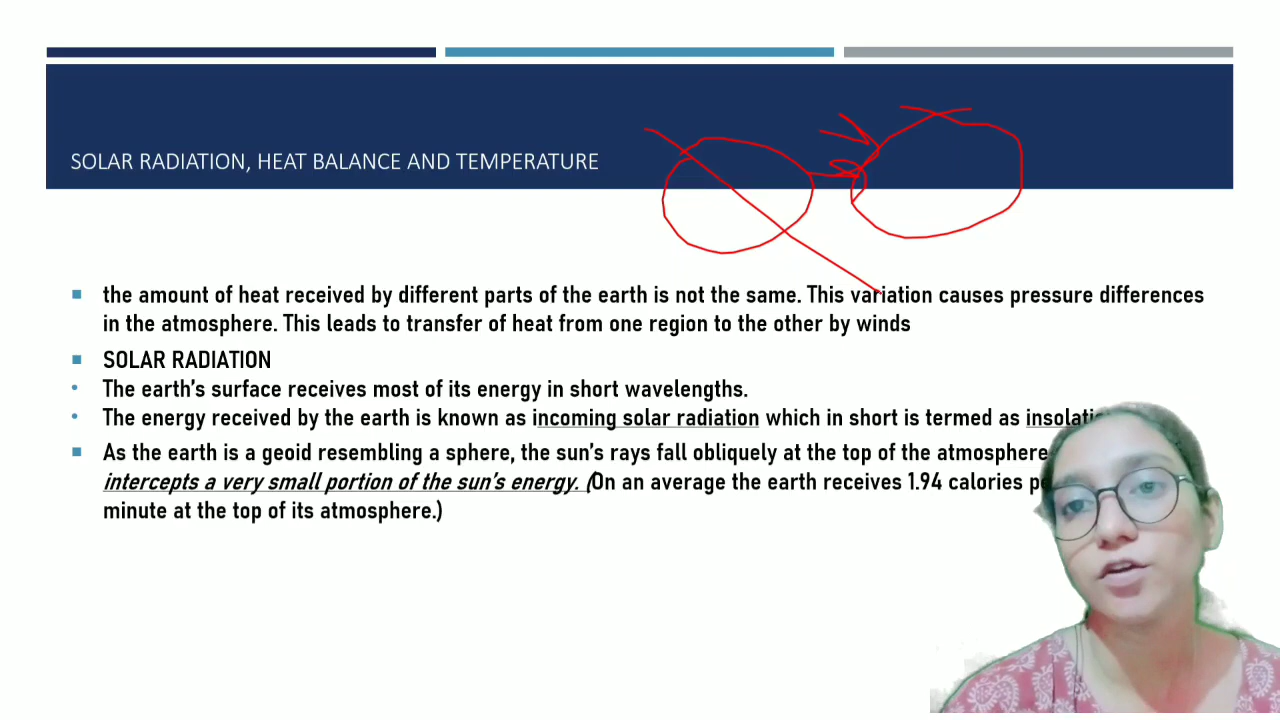 SOLAR RADIATION, HEAT BALANCE AND TEMPERATURE
the amount of heat received by different parts of the earth is not the same. This variation causes pressure differences
in the atmosphere. This leads to transfer of heat from one region to the other by winds
SOLAR RADIATION
The earth's surface receives most of its energy in short wavelengths.
The energy received by the earth is known as incoming solar radiation which in short is termed as
As the earth is a geoid resembling a sphere, the sun's rays fall obliquely at the top of the atmosphere
intercepts a very small portion of the sun's energy. (On an average the earth receives 1.94 calories
minute at the top of its atmosphere.)